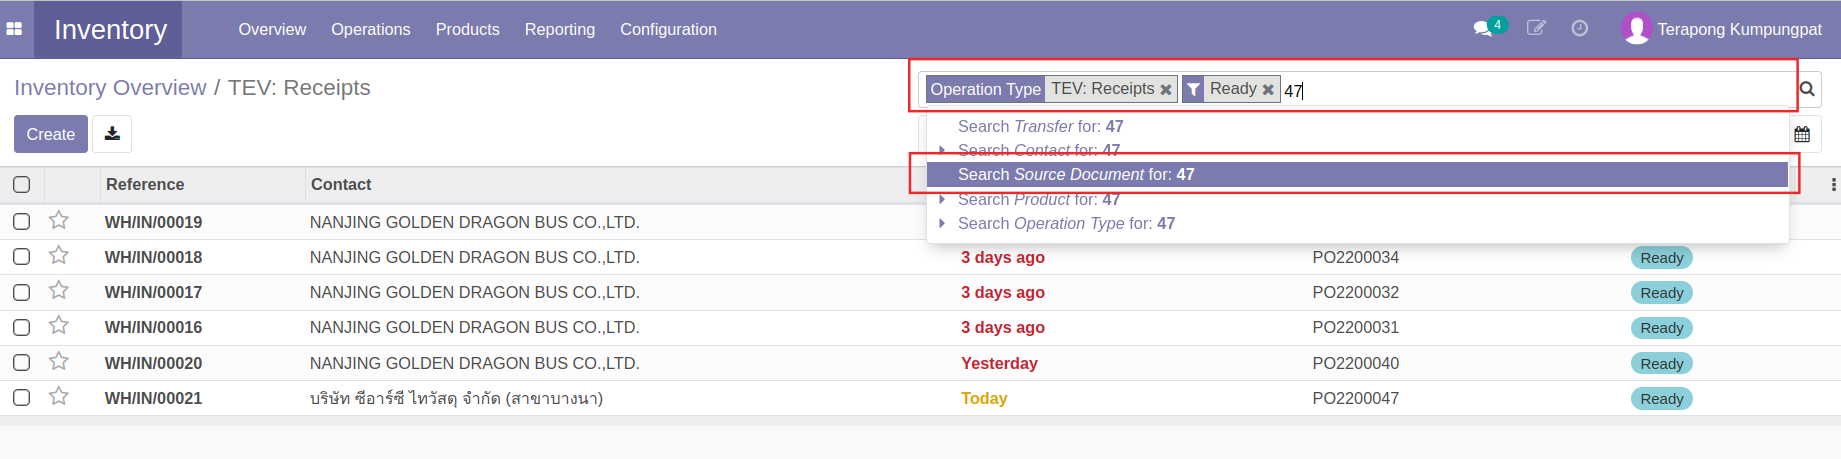 Inventory Overview Operations Products Reporting Configuration 4 Terapong Kumpungpat
Inventory Overview / TEV: Receipts
Operation Type TEV: Receipts Ready 47
Create
Search Transfer for: 47
Search Contact for: 47
Search Source Document for: 47
Search Product for: 47
Search Operation Type for: 47
Reference Contact
WH/IN/00019 NANJING GOLDEN DRAGON BUS CO.,LTD.
WH/IN/00018 NANJING GOLDEN DRAGON BUS CO.,LTD. 3 days ago PO2200034 Ready
WH/IN/00017 NANJING GOLDEN DRAGON BUS CO.,LTD. 3 days ago PO2200032 Ready
WH/IN/00016 NANJING GOLDEN DRAGON BUS CO.,LTD. 3 days ago PO2200031 Ready
WH/IN/00020 NANJING GOLDEN DRAGON BUS CO.,LTD. Yesterday PO2200040 Ready
WH/IN/00021 บริษัท ซีอาร์ซี ไทวัสดุ จำกัด (สาขาบางนา) Today PO2200047 Ready